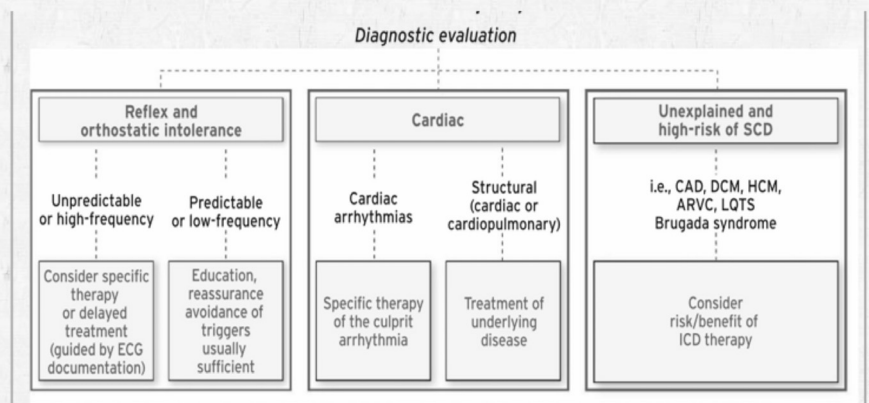 Diagnostic evaluation
Reflex and
orthostatic intolerance
Unpredictable
or high-frequency
Predictable
or low-frequency
Consider specific
therapy
or delayed
treatment
(guided by ECG
documentation)
Education,
reassurance
avoidance of
triggers
usually
sufficient
Cardiac
Cardiac
arrhythmias
Structural
(cardiac or
cardiopulmonary)
Specific therapy
of the culprit
arrhythmia
Treatment of
underlying
disease
Unexplained and
high-risk of SCD
i.e., CAD, DCM, HCM,
ARVC, LQTS
Brugada syndrome
Consider
risk/benefit of
ICD therapy